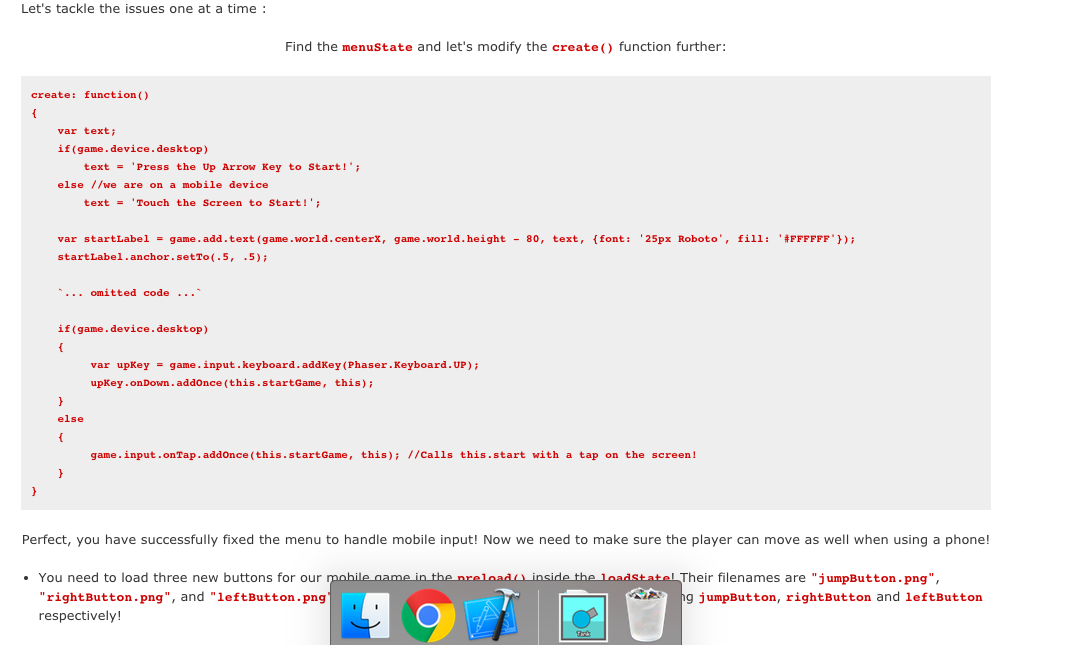 Let's tackle the issues one at a time :
Find the menuState and let's modify the create() function further:
create: function()
{
var text;
if(game.device.desktop)
text = 'Press the Up Arrow Key to Start!';
else //we are on a mobile device
text = 'Touch the Screen to Start!';
var startLabel = game.add.text(game.world.centerX, game.world.height - 80, text, {font: '25px Roboto', fill: '#FFFFFF'});
startLabel.anchor.setTo(.5, .5);
`... omitted code ...`
if(game.device.desktop)
{
var upKey = game.input.keyboard.addKey(Phaser.Keyboard.UP);
upKey.onDown.addOnce(this.startGame, this);
}
else
{
game.input.onTap.addOnce(this.startGame, this); //Calls this.start with a tap on the screen!
}
}
Perfect, you have successfully fixed the menu to handle mobile input! Now we need to make sure the player can move as well when using a phone!
• You need to load three new buttons for our mobile game in the preload() inside the loadState! Their filenames are "jumpButton.png",
"rightButton.png", and "leftButton.png" jumpButton, rightButton and leftButton
respectively!
Tank